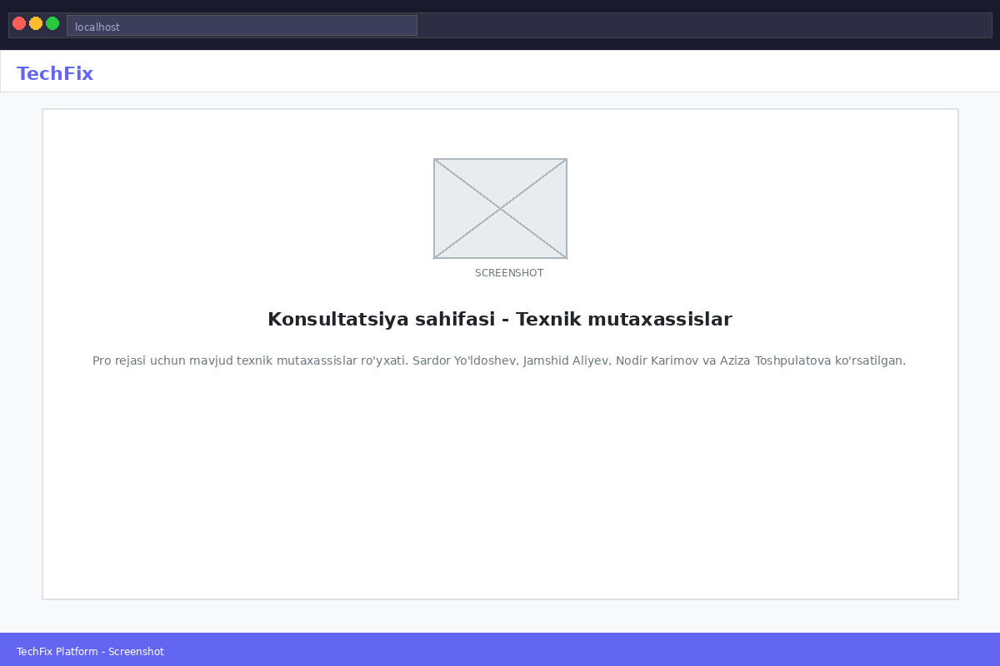 localhost
TechFix
SCREENSHOT
Konsultatsiya sahifasi - Texnik mutaxassislar
Pro rejasi uchun mavjud texnik mutaxassislar ro'yxati. Sardor Yo'ldoshev, Jamshid Aliyev, Nodir Karimov va Aziza Toshpulatova ko'rsatilgan.
TechFix Platform - Screenshot